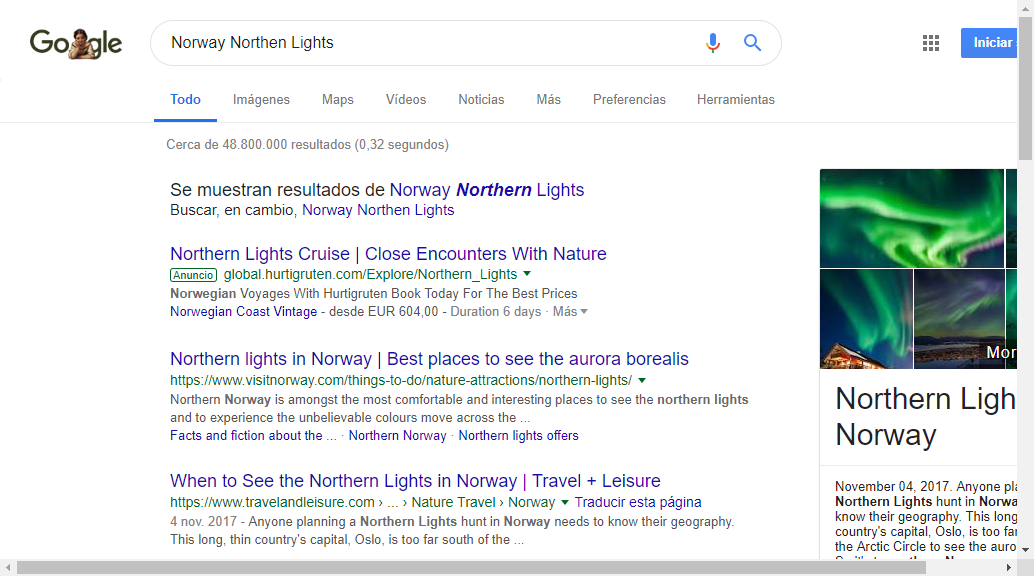 Google
Norway Northen Lights
Iniciar
Todo Imágenes Maps Vídeos Noticias Más Preferencias Herramientas
Cerca de 48.800.000 resultados (0,32 segundos)
Se muestran resultados de Norway Northern Lights
Buscar, en cambio, Norway Northen Lights
Northern Lights Cruise | Close Encounters With Nature
Anuncio global.hurtigruten.com/Explore/Northern_Lights
Norwegian Voyages With Hurtigruten Book Today For The Best Prices
Norwegian Coast Vintage - desde EUR 604,00 - Duration 6 days · Más
Northern lights in Norway | Best places to see the aurora borealis
https://www.visitnorway.com/things-to-do/nature-attractions/northern-lights/
Northern Norway is amongst the most comfortable and interesting places to see the northern lights
and to experience the unbelievable colours move across the ...
Facts and fiction about the ... · Northern Norway · Northern lights offers
When to See the Northern Lights in Norway | Travel + Leisure
https://www.travelandleisure.com › ... › Nature Travel › Norway Traducir esta página
4 nov. 2017 - Anyone planning a Northern Lights hunt in Norway needs to know their geography.
This long, thin country's capital, Oslo, is too far south of the ...
Mor
Northern Ligh
Norway
November 04, 2017. Anyone pla
Northern Lights hunt in Norwa
know their geography. This long
country's capital, Oslo, is too far
the Arctic Circle to see the auro